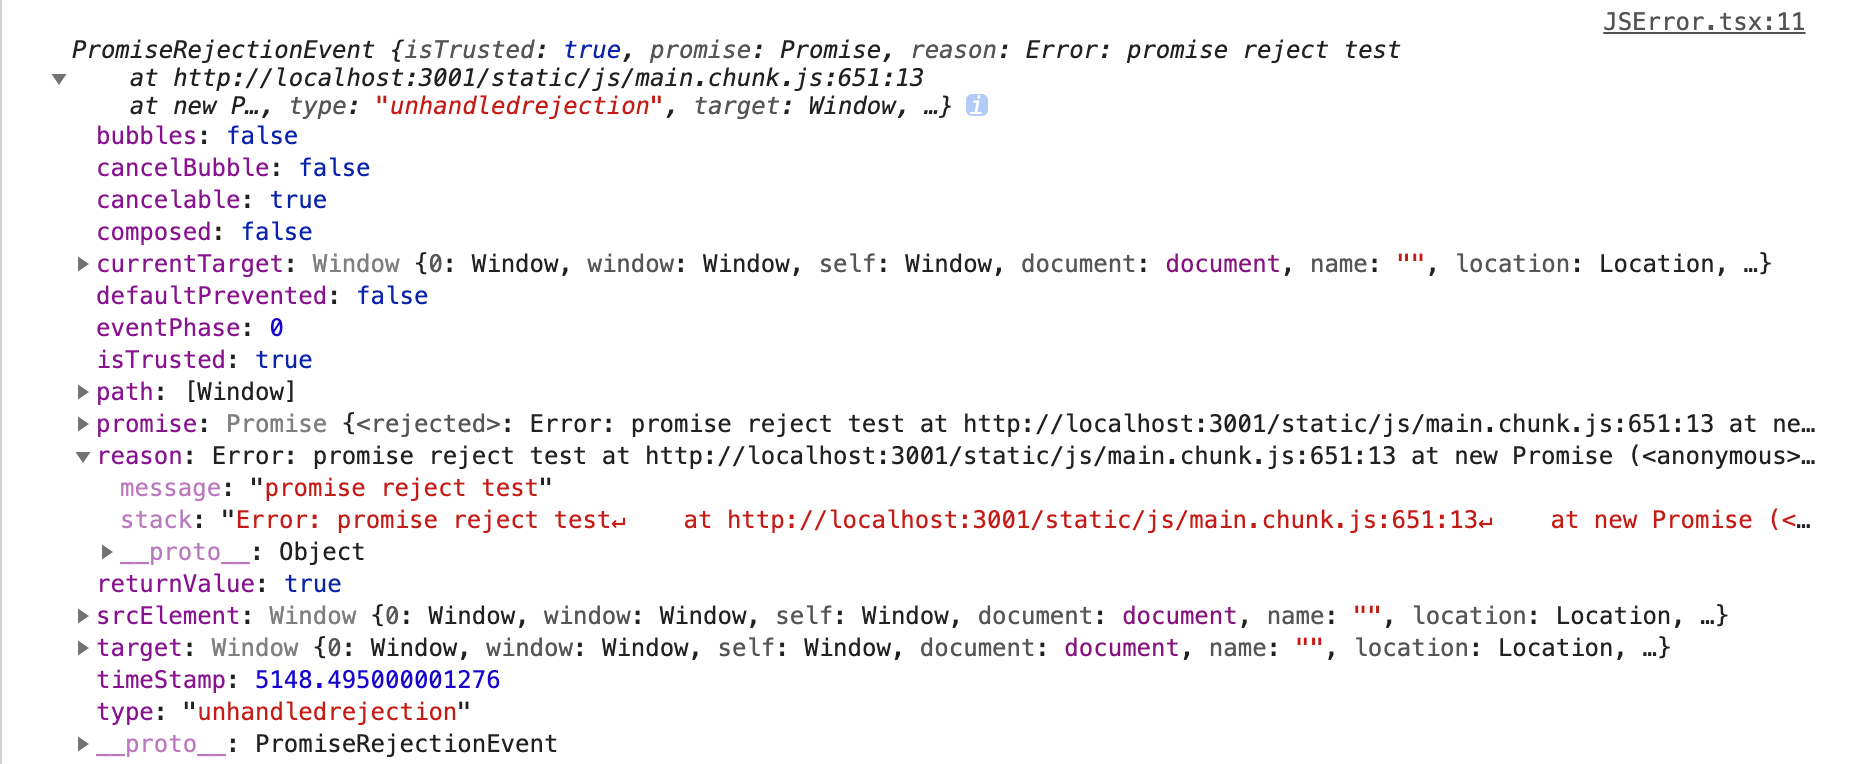 JSError.tsx:11
PromiseRejectionEvent {isTrusted: true, promise: Promise, reason: Error: promise reject test
at http://localhost:3001/static/js/main.chunk.js:651:13
at new P…, type: "unhandledrejection", target: Window, …} i
bubbles: false
cancelBubble: false
cancelable: true
composed: false
currentTarget: Window {0: Window, window: Window, self: Window, document: document, name: "", location: Location, …}
defaultPrevented: false
eventPhase: 0
isTrusted: true
path: [Window]
promise: Promise {<rejected>: Error: promise reject test at http://localhost:3001/static/js/main.chunk.js:651:13 at ne…
reason: Error: promise reject test at http://localhost:3001/static/js/main.chunk.js:651:13 at new Promise (<anonymous>…
message: "promise reject test"
stack: "Error: promise reject test↵    at http://localhost:3001/static/js/main.chunk.js:651:13↵    at new Promise (<…
__proto__: Object
returnValue: true
srcElement: Window {0: Window, window: Window, self: Window, document: document, name: "", location: Location, …}
target: Window {0: Window, window: Window, self: Window, document: document, name: "", location: Location, …}
timeStamp: 5148.495000001276
type: "unhandledrejection"
__proto__: PromiseRejectionEvent